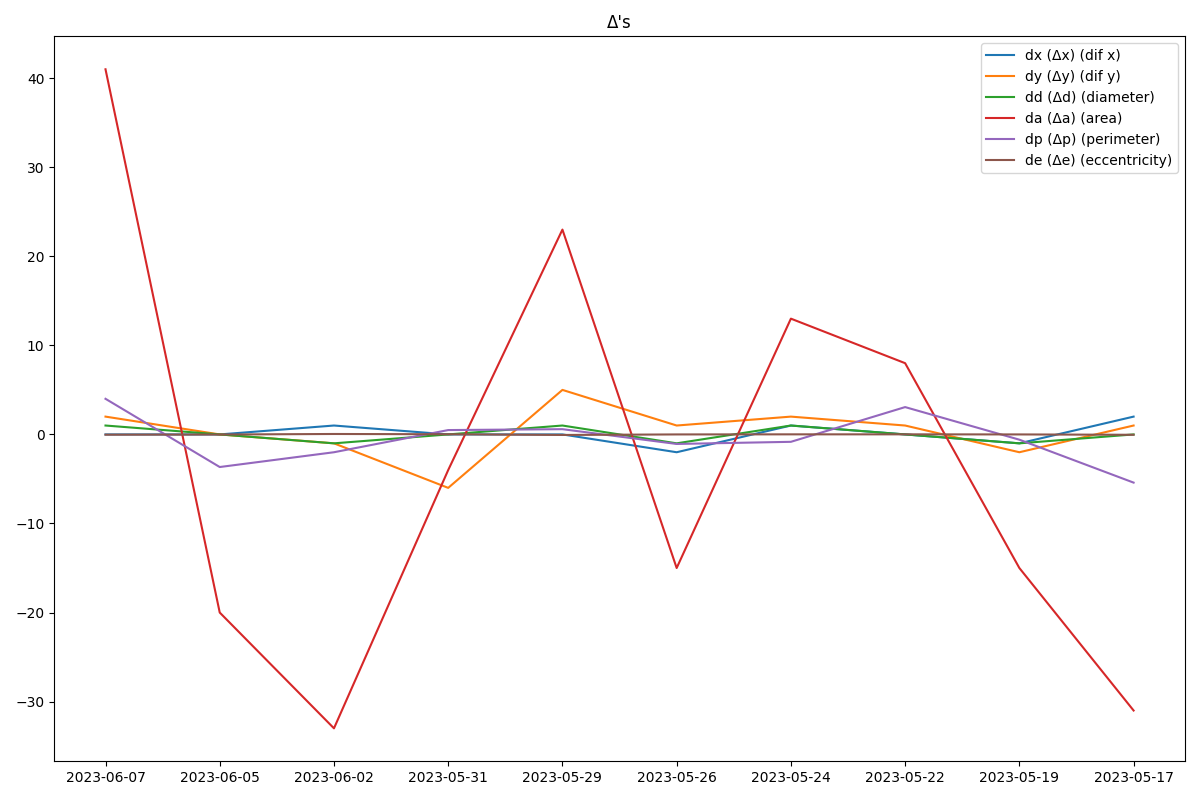 Δ's
dx (Δx) (dif x)
dy (Δy) (dif y)
dd (Δd) (diameter)
da (Δa) (area)
dp (Δp) (perimeter)
de (Δe) (eccentricity)
40
30
20
10
0
−10
−20
−30
2023-06-07 2023-06-05 2023-06-02 2023-05-31 2023-05-29 2023-05-26 2023-05-24 2023-05-22 2023-05-19 2023-05-17